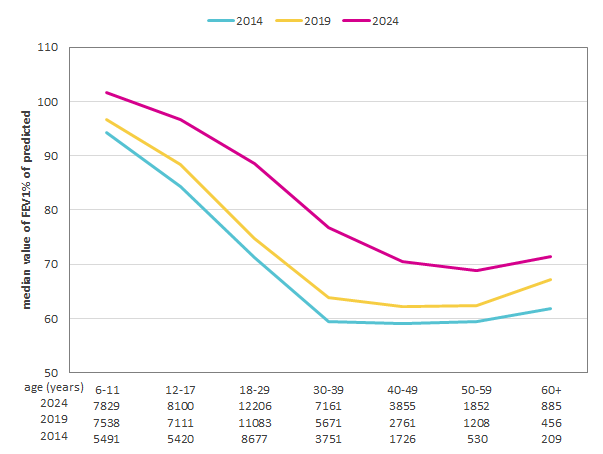 2014 2019 2024
median value of FEV1% of predicted
110
100
90
80
70
60
50
age (years) 6-11 12-17 18-29 30-39 40-49 50-59 60+
2024 7829 8100 12206 7161 3855 1852 885
2019 7538 7111 11083 5671 2761 1208 456
2014 5491 5420 8677 3751 1726 530 209